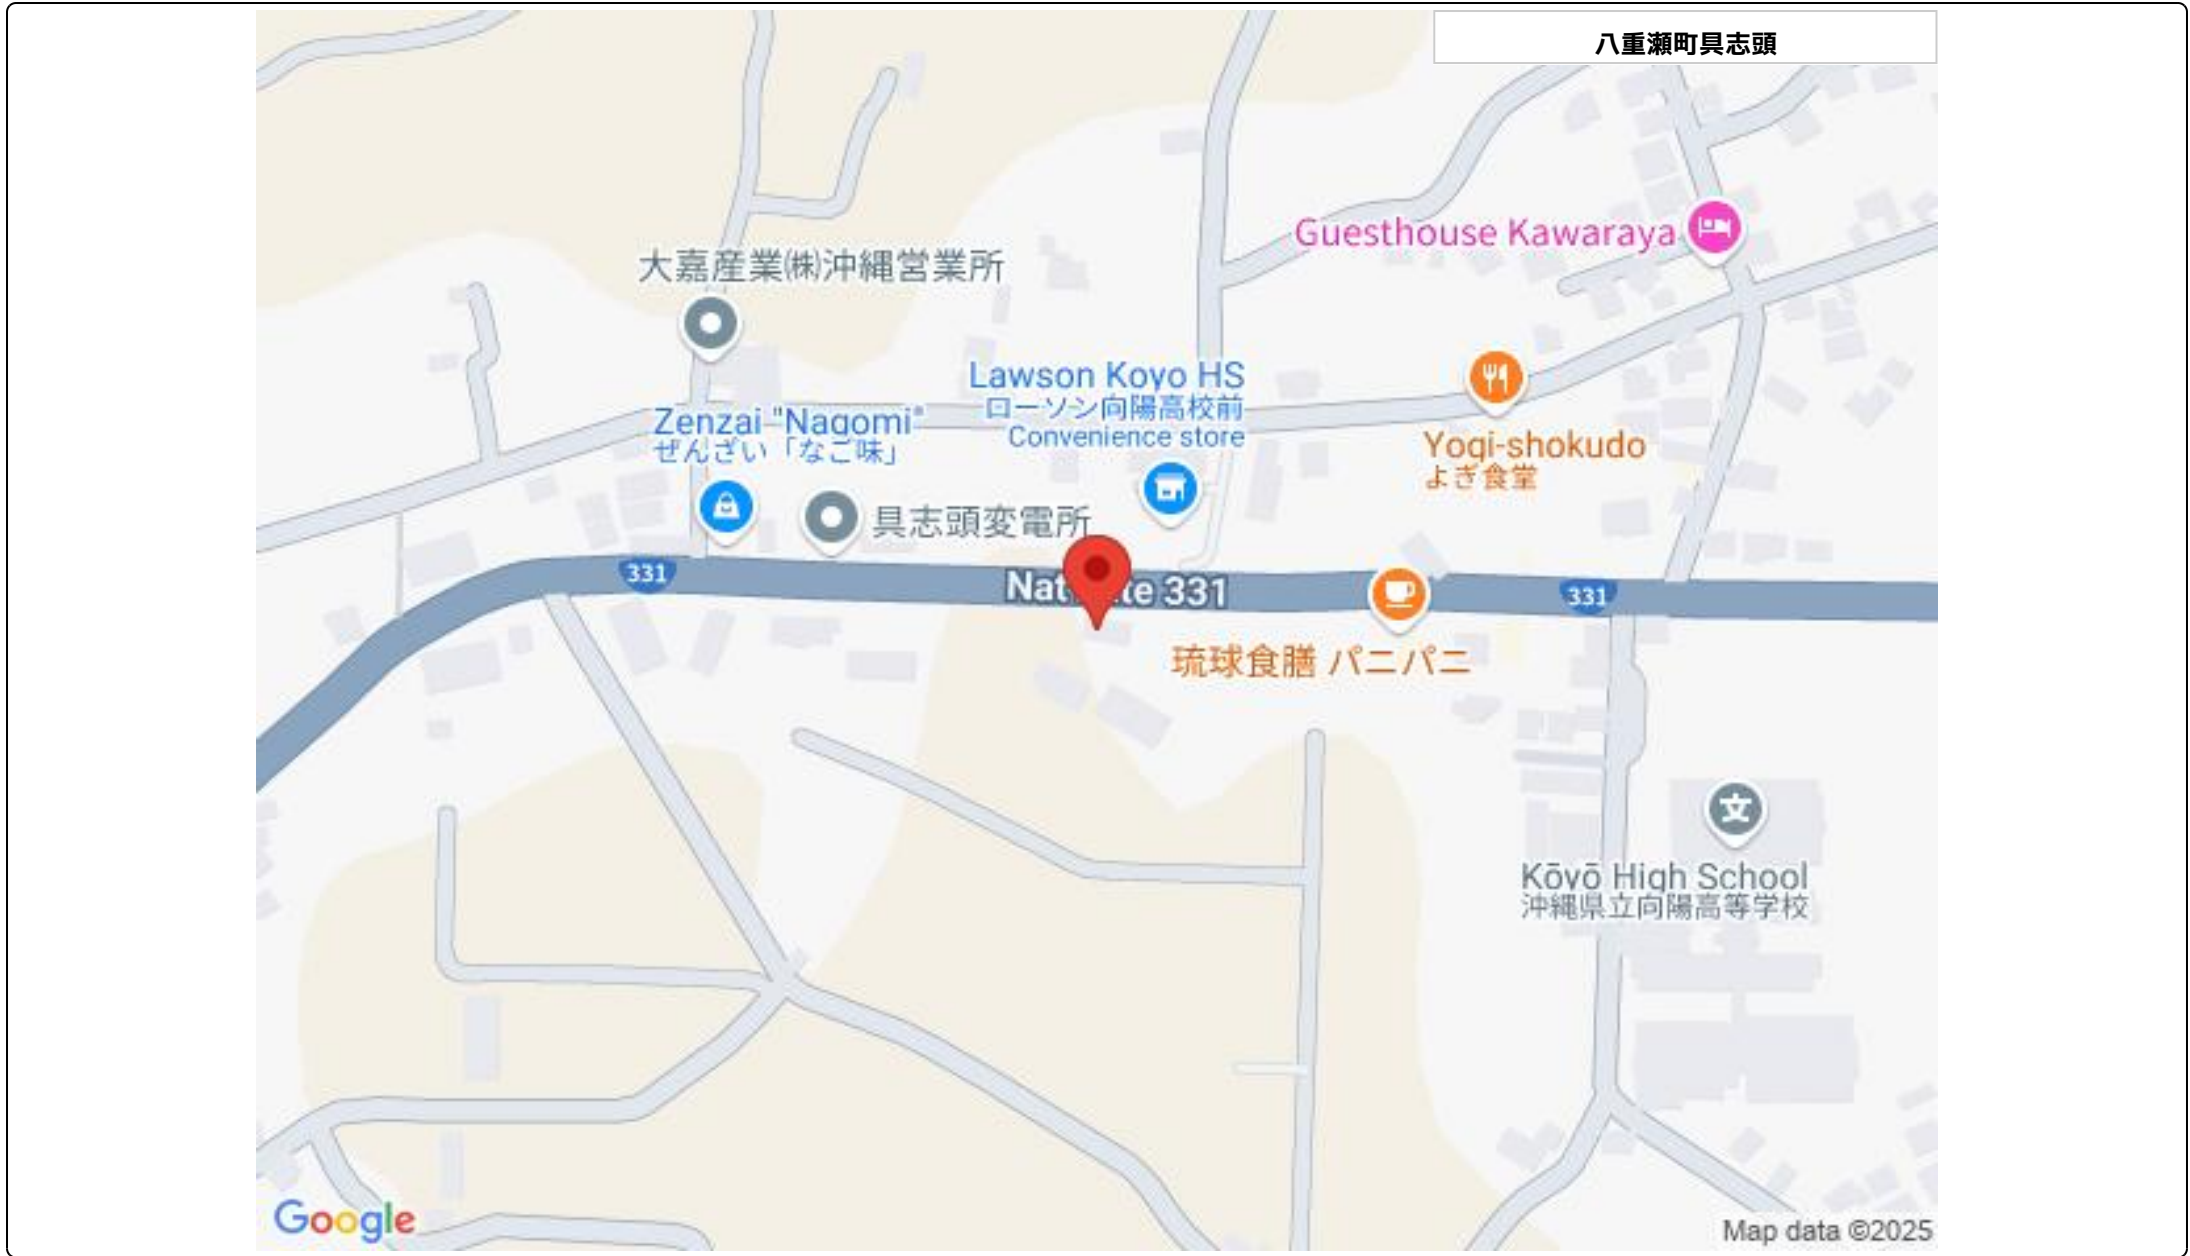 八重瀬町具志頭
Guesthouse Kawaraya
大嘉産業㈱沖縄営業所
Lawson Koyo HS
ローソン向陽高校前
Convenience store
Zenzai "Nagomi"
ぜんざい「なご味」
Yogi-shokudo
よぎ食堂
具志頭変電所
331
331
331
琉球食膳 パニパニ
Kōyō High School
沖縄県立向陽高等学校
Google
Map data ©2025